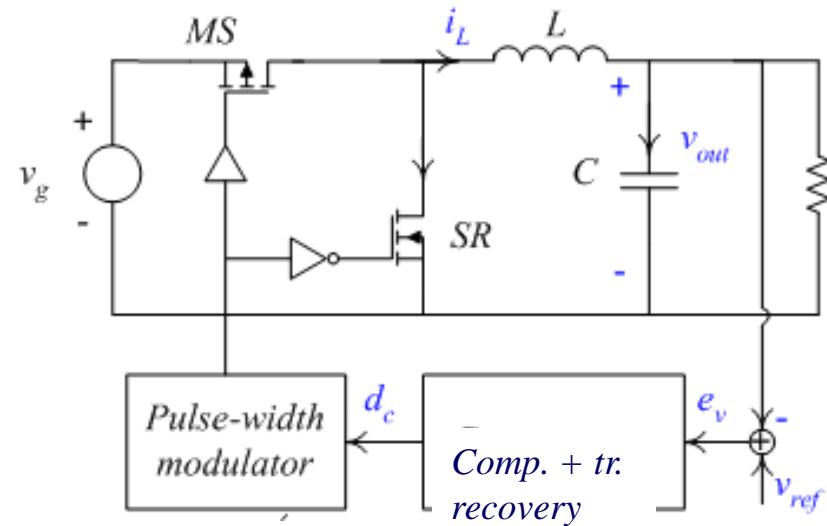 MS
i_L
L
+
+
v_g
-
C
v_out
SR
-
Pulse-width
modulator
d_c
Comp. + tr.
recovery
e_v
-
+
v_ref